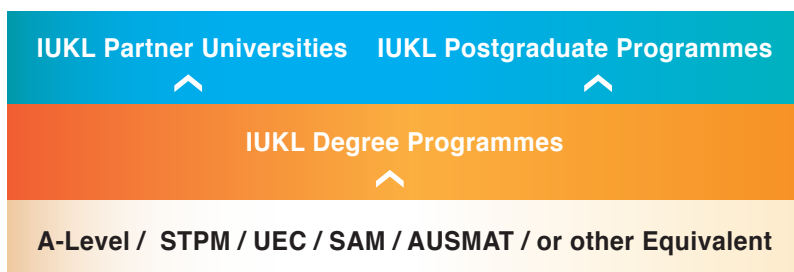 IUKL Partner Universities IUKL Postgraduate Programmes
IUKL Degree Programmes
A-Level / STPM / UEC / SAM / AUSMAT / or other Equivalent